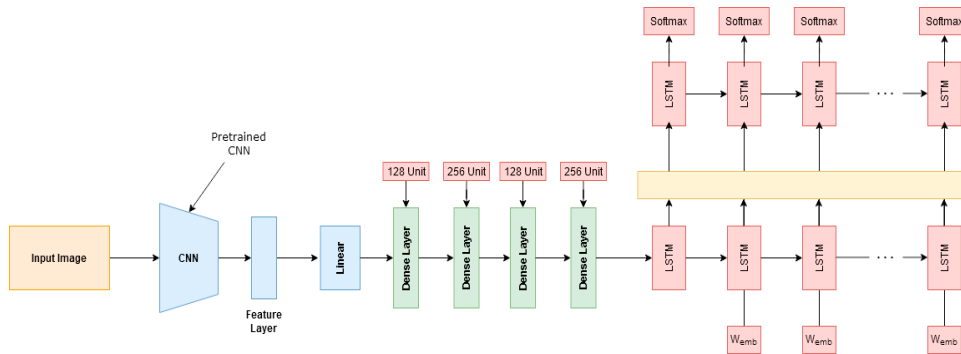 Softmax
Softmax
Softmax
Softmax
LSTM
LSTM
LSTM
LSTM
Pretrained
CNN
128 Unit
256 Unit
128 Unit
256 Unit
Input Image
CNN
Feature
Layer
Linear
Dense Layer
Dense Layer
Dense Layer
Dense Layer
LSTM
LSTM
LSTM
LSTM
Wemb
Wemb
Wemb